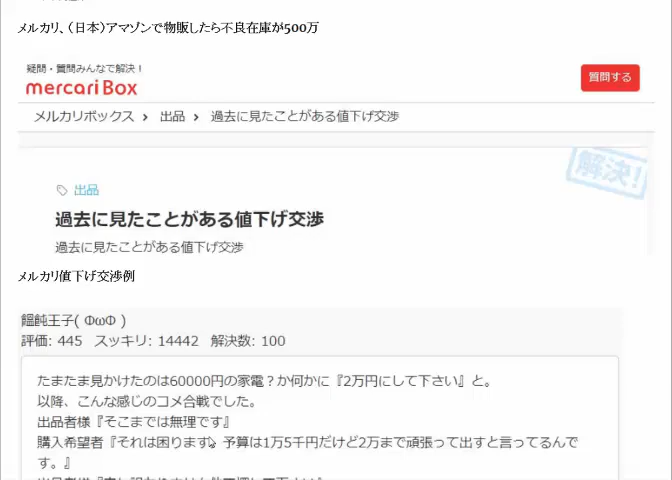 メルカリ、（日本）アマゾンで物販したら不良在庫が500万
疑問・質問みんなで解決！
mercari Box
質問する
メルカリボックス › 出品 › 過去に見たことがある値下げ交渉
解決!
出品
過去に見たことがある値下げ交渉
過去に見たことがある値下げ交渉
メルカリ値下げ交渉例
饂飩王子( ΦωΦ )
評価: 445 スッキリ: 14442 解決数: 100
たまたま見かけたのは60000円の家電？か何かに『2万円にして下さい』と。
以降、こんな感じのコメ合戦でした。
出品者様『そこまでは無理です』
購入希望者『それは困ります。予算は1万5千円だけど2万まで頑張って出すと言ってるんで
す。』